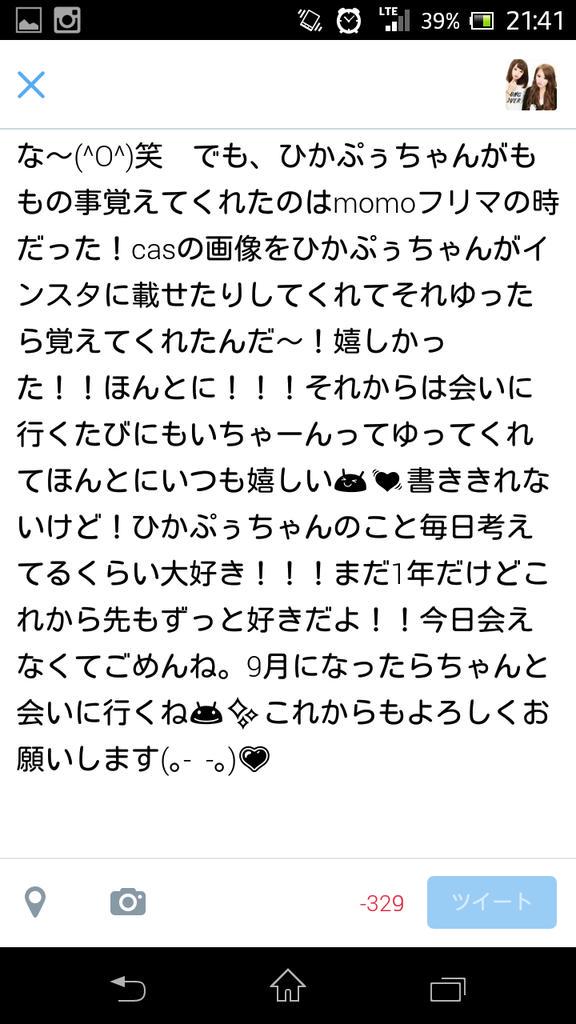 LTE 39% 21:41
な～(^O^)笑　でも、ひかぷぅちゃんがも
もの事覚えてくれたのはmomoフリマの時
だった！casの画像をひかぷぅちゃんがイ
ンスタに載せたりしてくれてそれゆった
ら覚えてくれたんだ～！嬉しかっ
た！！ほんとに！！！それからは会いに
行くたびにもいちゃーんってゆってくれ
てほんとにいつも嬉しい💓書ききれな
いけど！ひかぷぅちゃんのこと毎日考え
てるくらい大好き！！！まだ1年だけどこ
れから先もずっと好きだよ！！今日会え
なくてごめんね。9月になったらちゃんと
会いに行くね✨これからもよろしくお
願いします(｡- -｡)💗
-329 ツイート